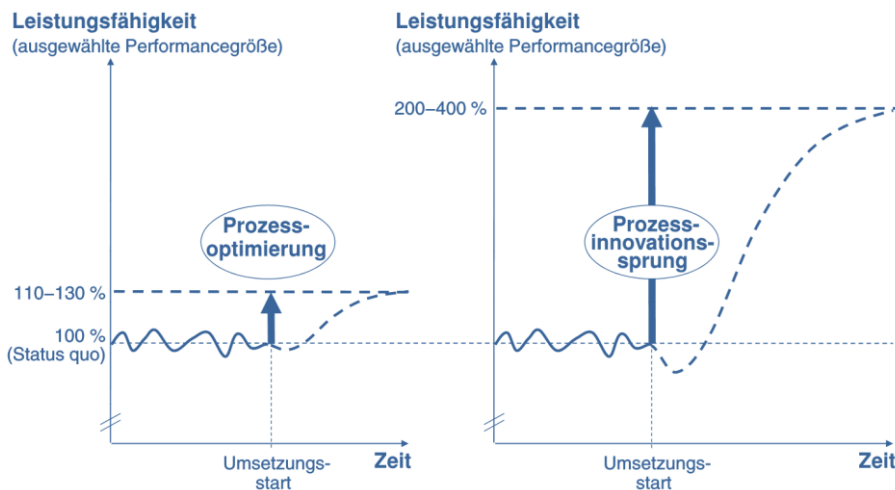 Leistungsfähigkeit
(ausgewählte Performancegröße)
110–130 %
100 %
(Status quo)
Prozess-
optimierung
Umsetzungs-
start
Zeit
Leistungsfähigkeit
(ausgewählte Performancegröße)
200–400 %
Prozess-
innovations-
sprung
Umsetzungs-
start
Zeit